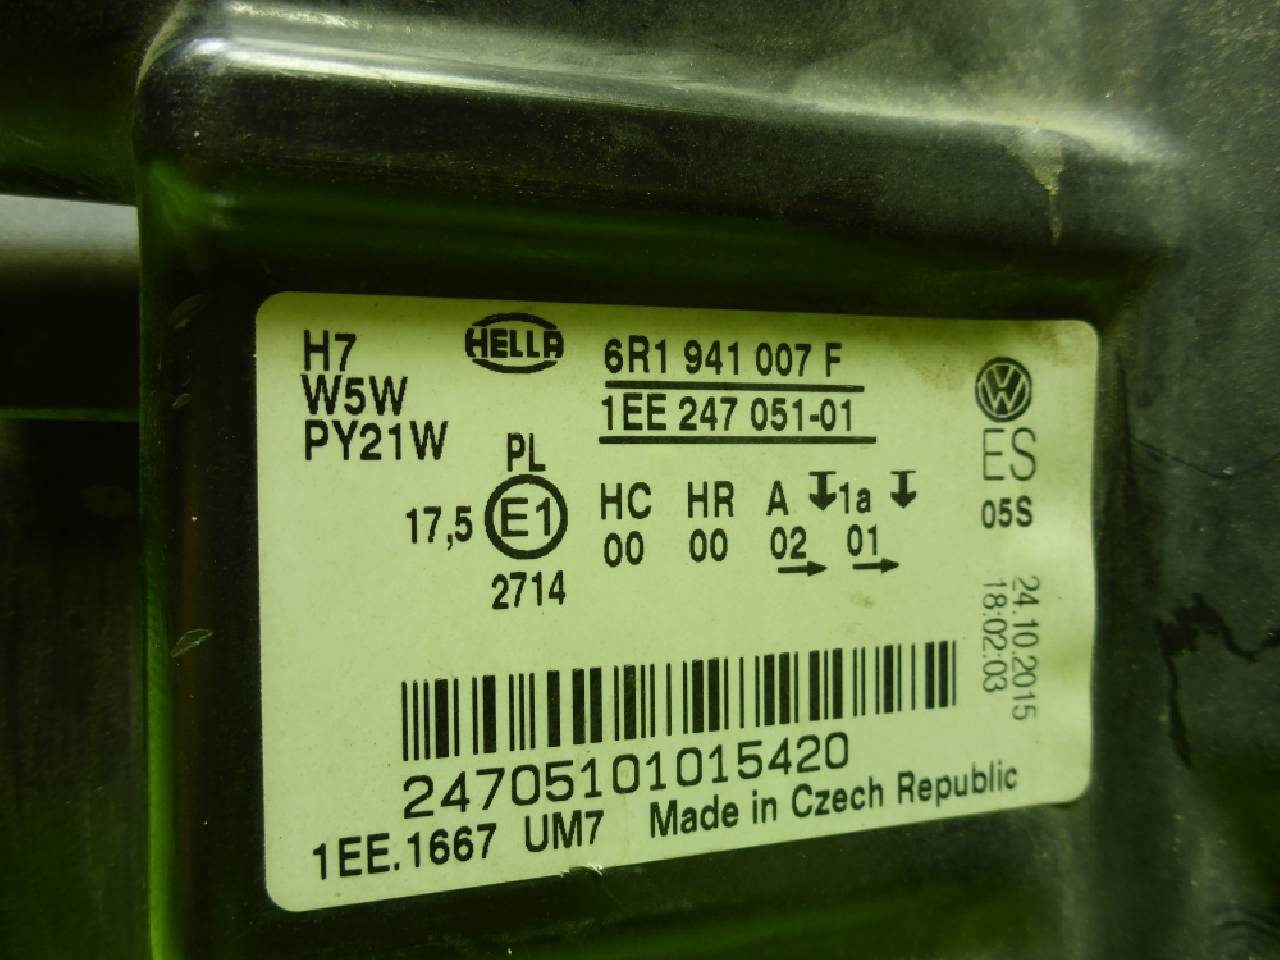 H7
W5W
PY21W
HELLA
6R1 941 007 F
1EE 247 051-01
ES
05S
PL
17,5 E1
2714
HC HR A 1a
00 00 02 01
24.10.2015
18:02:03
24705101015420
1EE.1667 UM7 Made in Czech Republic